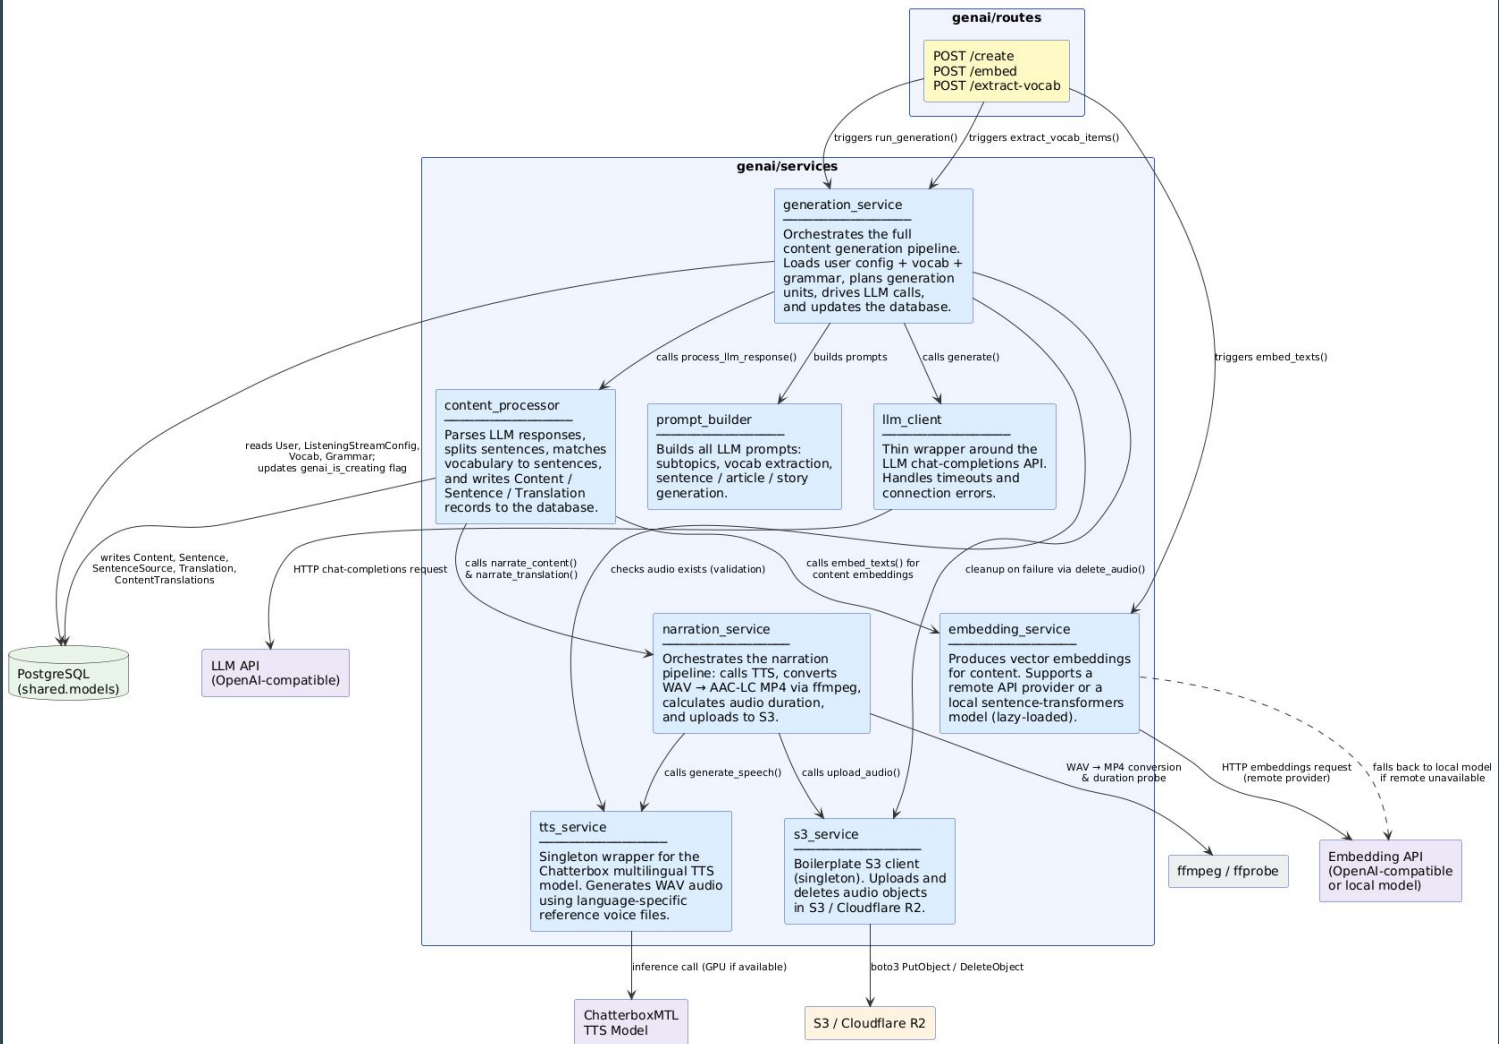 genai/routes
POST /create
POST /embed
POST /extract-vocab
triggers run_generation()
triggers extract_vocab_items()
genai/services
generation_service
Orchestrates the full
content generation pipeline.
Loads user config + vocab +
grammar, plans generation
units, drives LLM calls,
and updates the database.
calls process_llm_response()
builds prompts
calls generate()
triggers embed_texts()
content_processor
Parses LLM responses,
splits sentences, matches
vocabulary to sentences,
and writes Content /
Sentence / Translation
records to the database.
prompt_builder
Builds all LLM prompts:
subtopics, vocab extraction,
sentence / article / story
generation.
llm_client
Thin wrapper around the
LLM chat-completions API.
Handles timeouts and
connection errors.
reads User, ListeningStreamConfig,
Vocab, Grammar;
updates genai_is_creating flag
writes Content, Sentence,
SentenceSource, Translation,
ContentTranslations
HTTP chat-completions request
calls narrate_content()
& narrate_translation()
checks audio exists (validation)
calls embed_texts() for
content embeddings
cleanup on failure via delete_audio()
PostgreSQL
(shared.models)
LLM API
(OpenAI-compatible)
narration_service
Orchestrates the narration
pipeline: calls TTS, converts
WAV → AAC-LC MP4 via ffmpeg,
calculates audio duration,
and uploads to S3.
embedding_service
Produces vector embeddings
for content. Supports a
remote API provider or a
local sentence-transformers
model (lazy-loaded).
calls generate_speech()
calls upload_audio()
WAV → MP4 conversion
& duration probe
HTTP embeddings request
(remote provider)
falls back to local model
if remote unavailable
tts_service
Singleton wrapper for the
Chatterbox multilingual TTS
model. Generates WAV audio
using language-specific
reference voice files.
s3_service
Boilerplate S3 client
(singleton). Uploads and
deletes audio objects
in S3 / Cloudflare R2.
ffmpeg / ffprobe
Embedding API
(OpenAI-compatible
or local model)
inference call (GPU if available)
boto3 PutObject / DeleteObject
ChatterboxMTL
TTS Model
S3 / Cloudflare R2